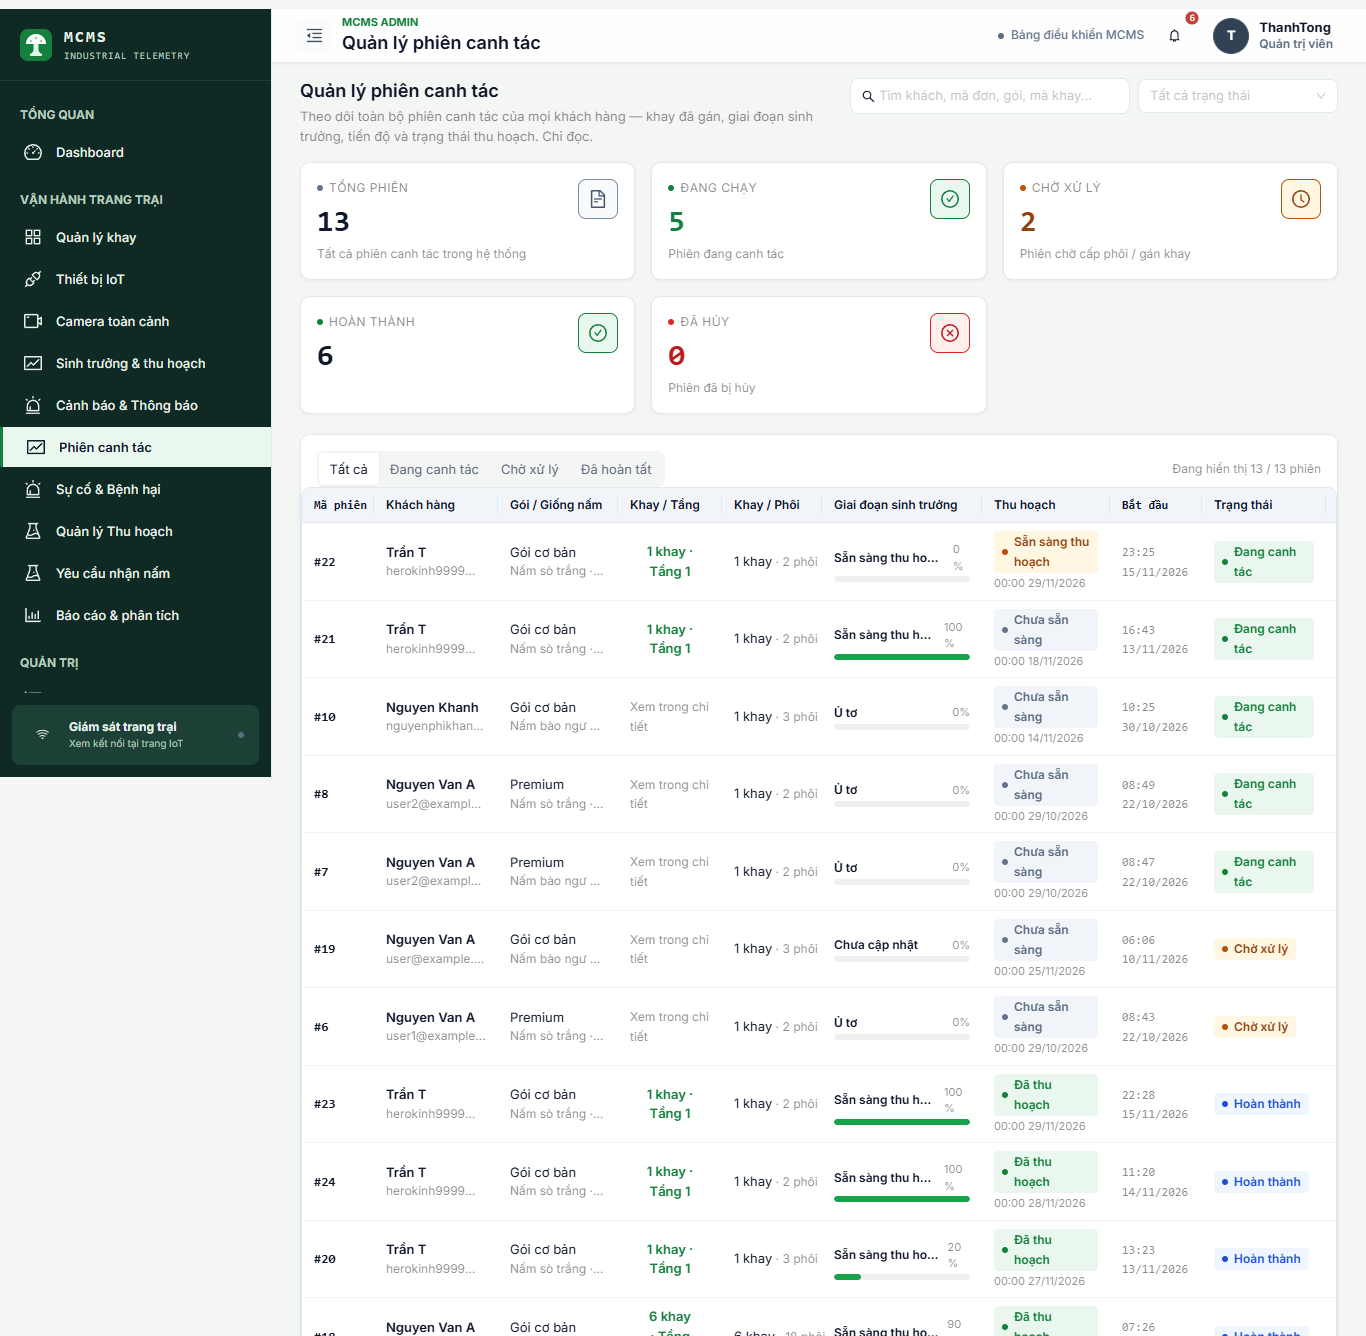 MCMS
INDUSTRIAL TELEMETRY
TỔNG QUAN
Dashboard
VẬN HÀNH TRANG TRẠI
Quản lý khay
Thiết bị IoT
Camera toàn cảnh
Sinh trưởng & thu hoạch
Cảnh báo & Thông báo
Phiên canh tác
Sự cố & Bệnh hại
Quản lý Thu hoạch
Yêu cầu nhận nấm
Báo cáo & phân tích
QUẢN TRỊ
Giám sát trang trại
Xem kết nối tại trang IoT
MCMS ADMIN
Quản lý phiên canh tác
Bảng điều khiển MCMS
6
T
ThanhTong
Quản trị viên
Quản lý phiên canh tác
Theo dõi toàn bộ phiên canh tác của mọi khách hàng — khay đã gán, giai đoạn sinh
trưởng, tiến độ và trạng thái thu hoạch. Chỉ đọc.
Tìm khách, mã đơn, gói, mã khay...
Tất cả trạng thái
TỔNG PHIÊN
13
Tất cả phiên canh tác trong hệ thống
ĐANG CHẠY
5
Phiên đang canh tác
CHỜ XỬ LÝ
2
Phiên chờ cấp phôi / gán khay
HOÀN THÀNH
6
ĐÃ HỦY
0
Phiên đã bị hủy
Tất cả Đang canh tác Chờ xử lý Đã hoàn tất
Đang hiển thị 13 / 13 phiên
Mã phiên Khách hàng Gói / Giống nấm Khay / Tầng Khay / Phôi Giai đoạn sinh trưởng Thu hoạch Bắt đầu Trạng thái
#22
Trần T
herokinh9999...
Gói cơ bản
Nấm sò trắng ·...
1 khay ·
Tầng 1
1 khay · 2 phôi
Sẵn sàng thu ho...
0
%
Sẵn sàng thu
hoạch
00:00 29/11/2026
23:25
15/11/2026
Đang canh
tác
#21
Trần T
herokinh9999...
Gói cơ bản
Nấm sò trắng ·...
1 khay ·
Tầng 1
1 khay · 2 phôi
Sẵn sàng thu h...
100
%
Chưa sẵn
sàng
00:00 18/11/2026
16:43
13/11/2026
Đang canh
tác
#10
Nguyen Khanh
nguyenphikhan...
Gói cơ bản
Nấm bào ngư ...
Xem trong chi
tiết
1 khay · 3 phôi
Ủ tơ
0%
Chưa sẵn
sàng
00:00 14/11/2026
10:25
30/10/2026
Đang canh
tác
#8
Nguyen Van A
user2@exampl...
Premium
Nấm sò trắng ·...
Xem trong chi
tiết
1 khay · 2 phôi
Ủ tơ
0%
Chưa sẵn
sàng
00:00 29/10/2026
08:49
22/10/2026
Đang canh
tác
#7
Nguyen Van A
user2@exampl...
Premium
Nấm bào ngư ...
Xem trong chi
tiết
1 khay · 2 phôi
Ủ tơ
0%
Chưa sẵn
sàng
00:00 29/10/2026
08:47
22/10/2026
Đang canh
tác
#19
Nguyen Van A
user@example....
Gói cơ bản
Nấm bào ngư ...
Xem trong chi
tiết
1 khay · 3 phôi
Chưa cập nhật
0%
Chưa sẵn
sàng
00:00 25/11/2026
06:06
10/11/2026
Chờ xử lý
#6
Nguyen Van A
user1@example...
Premium
Nấm sò trắng ·...
Xem trong chi
tiết
1 khay · 2 phôi
Ủ tơ
0%
Chưa sẵn
sàng
00:00 29/10/2026
08:43
22/10/2026
Chờ xử lý
#23
Trần T
herokinh9999...
Gói cơ bản
Nấm sò trắng ·...
1 khay ·
Tầng 1
1 khay · 2 phôi
Sẵn sàng thu h...
100
%
Đã thu
hoạch
00:00 29/11/2026
22:28
15/11/2026
Hoàn thành
#24
Trần T
herokinh9999...
Gói cơ bản
Nấm sò trắng ·...
1 khay ·
Tầng 1
1 khay · 2 phôi
Sẵn sàng thu h...
100
%
Đã thu
hoạch
00:00 28/11/2026
11:20
14/11/2026
Hoàn thành
#20
Trần T
herokinh9999...
Gói cơ bản
Nấm sò trắng ·...
1 khay ·
Tầng 1
1 khay · 3 phôi
Sẵn sàng thu ho...
20
%
Đã thu
hoạch
00:00 27/11/2026
13:23
13/11/2026
Hoàn thành
Nguyen Van A
Gói cơ bản
6 khay
· Tầng
6 khay · 18 phôi
Sẵn sàng thu ho...
90
Đã thu
hoạch
07:26
Hoàn thành